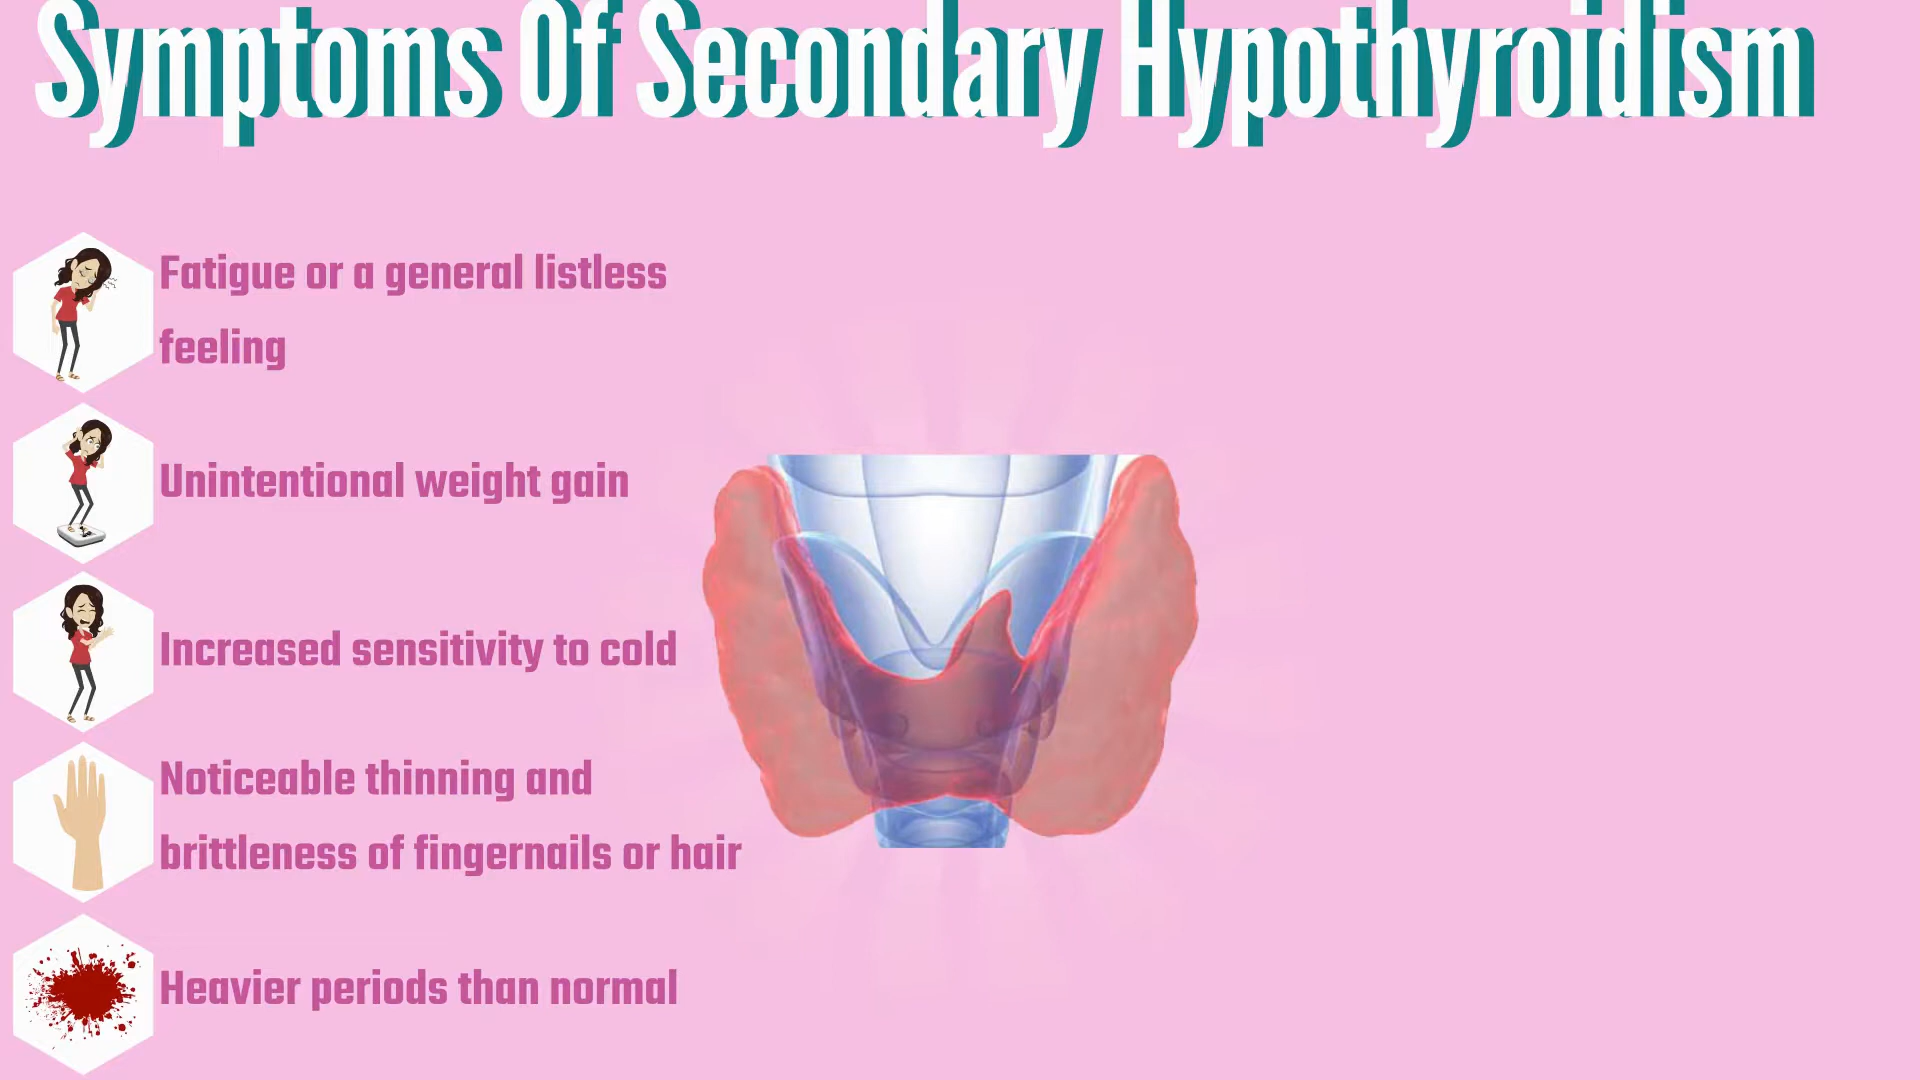 Symptoms Of Secondary Hypothyroidism
Fatigue or a general listless
feeling
Unintentional weight gain
Increased sensitivity to cold
Noticeable thinning and
brittleness of fingernails or hair
Heavier periods than normal